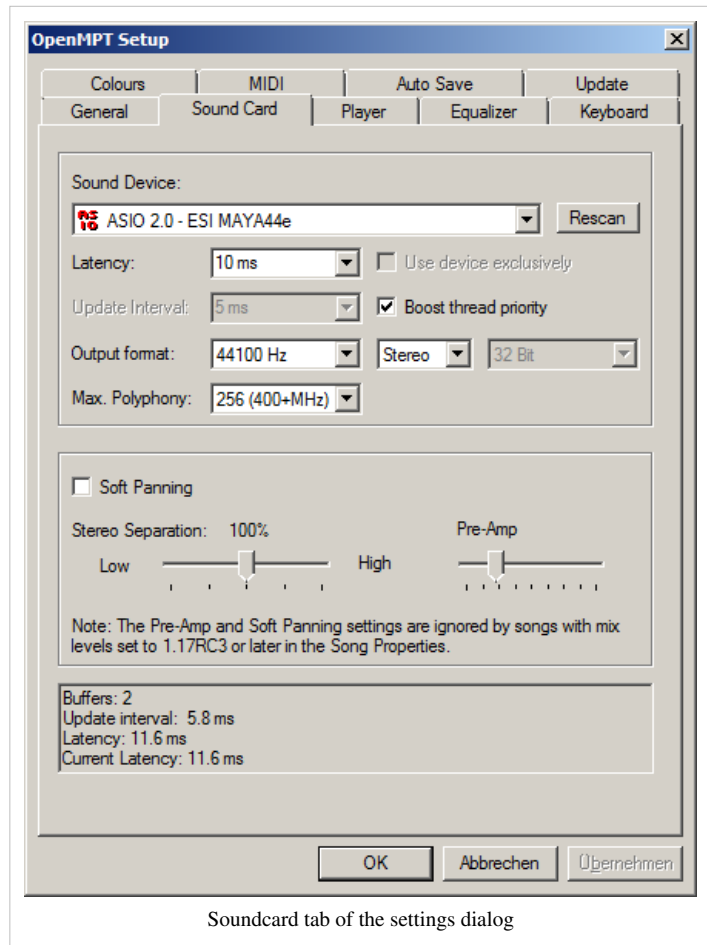 OpenMPT Setup
Colours MIDI Auto Save Update
General Sound Card Player Equalizer Keyboard
Sound Device:
ASIO ASIO 2.0 - ESI MAYA44e Rescan
Latency: 10 ms Use device exclusively
Update Interval: 5 ms Boost thread priority
Output format: 44100 Hz Stereo 32 Bit
Max. Polyphony: 256 (400+MHz)
Soft Panning
Stereo Separation: 100% Pre-Amp
Low High
Note: The Pre-Amp and Soft Panning settings are ignored by songs with mix
levels set to 1.17RC3 or later in the Song Properties.
Buffers: 2
Update interval: 5.8 ms
Latency: 11.6 ms
Current Latency: 11.6 ms
OK Abbrechen Übernehmen
Soundcard tab of the settings dialog